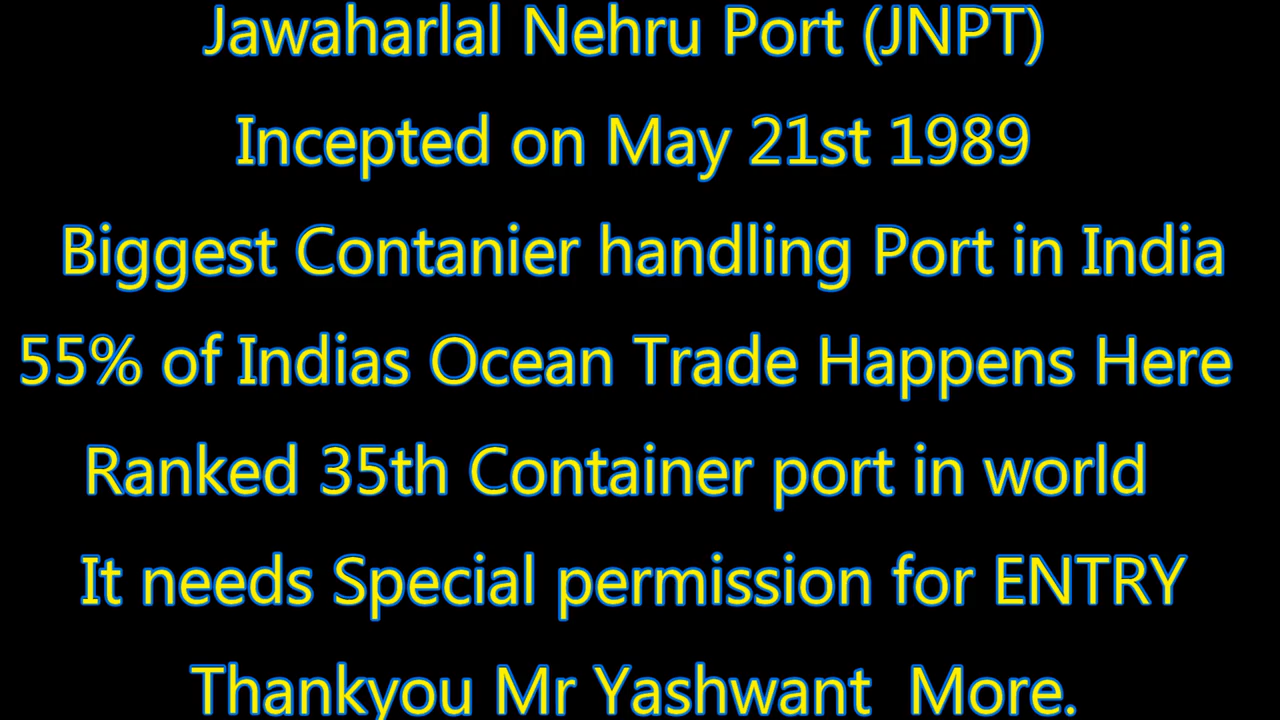 Jawaharlal Nehru Port (JNPT)
Incepted on May 21st 1989
Biggest Contanier handling Port in India
55% of Indias Ocean Trade Happens Here
Ranked 35th Container port in world
It needs Special permission for ENTRY
Thankyou Mr Yashwant  More.